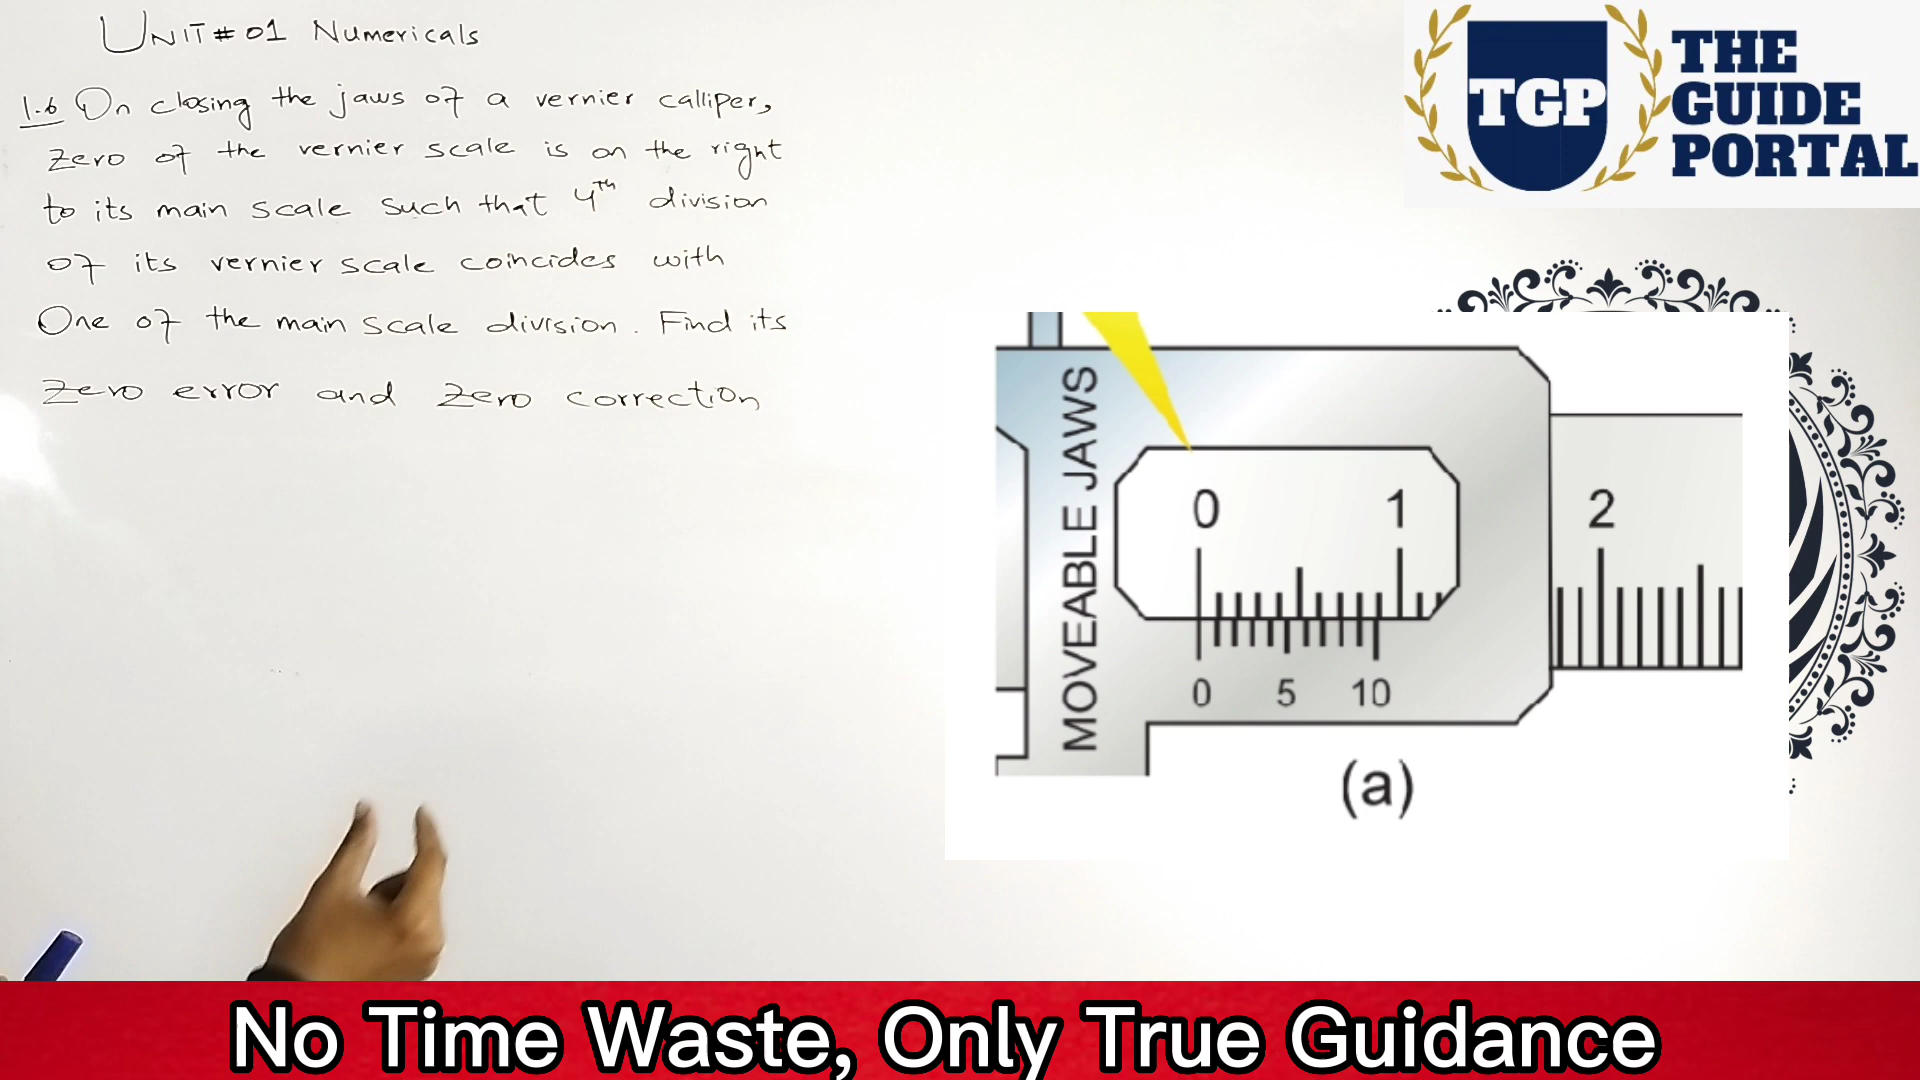 UNIT # 01 Numericals
1.6 On closing the jaws of a vernier calliper,
Zero of the vernier scale is on the right
to its main scale such that 4th division
of its vernier scale coincides with
One of the main scale division. Find its
Zero error and Zero correction
TGP
THE
GUIDE
PORTAL
MOVEABLE JAWS
0 1 2
0 5 10
(a)
No Time Waste, Only True Guidance